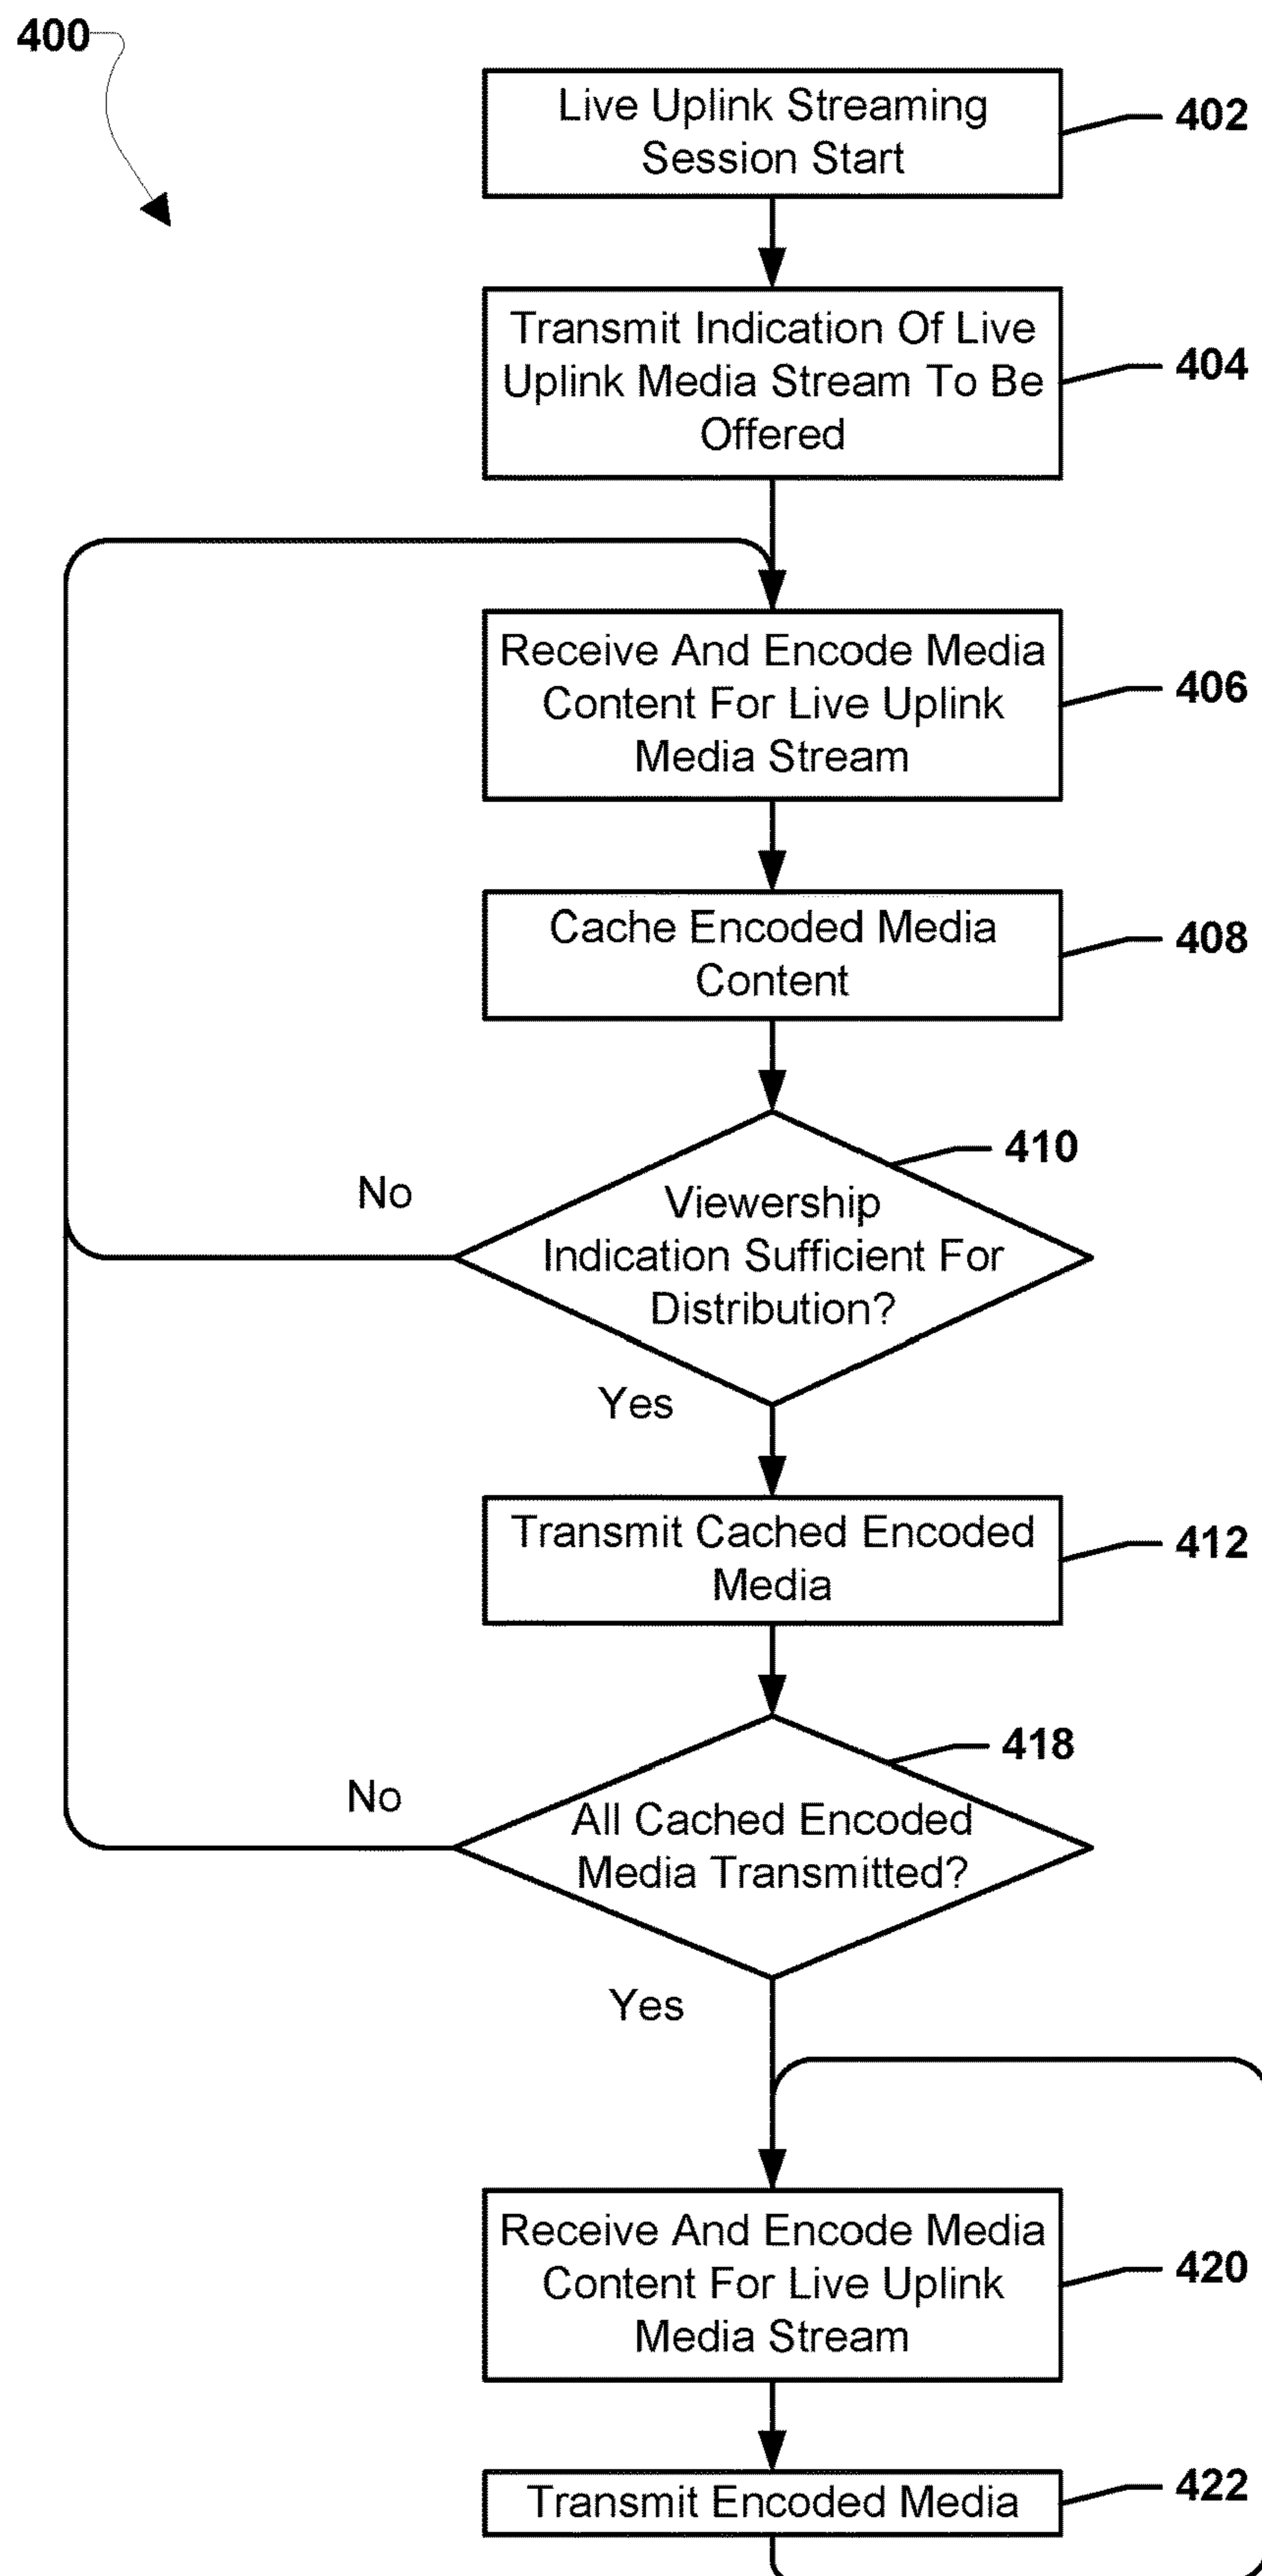 400
Live Uplink Streaming
Session Start
402
Transmit Indication Of Live
Uplink Media Stream To Be
Offered
404
Receive And Encode Media
Content For Live Uplink
Media Stream
406
Cache Encoded Media
Content
408
410
No
Viewership
Indication Sufficient For
Distribution?
Yes
Transmit Cached Encoded
Media
412
418
No
All Cached Encoded
Media Transmitted?
Yes
Receive And Encode Media
Content For Live Uplink
Media Stream
420
Transmit Encoded Media
422